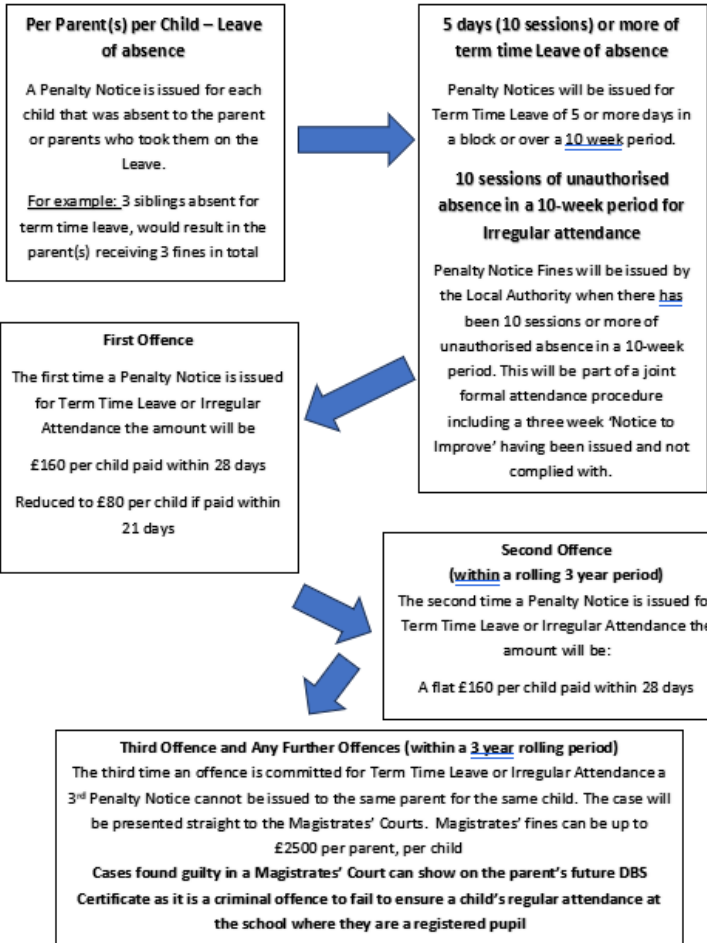 Per Parent(s) per Child – Leave
of absence
A Penalty Notice is issued for each
child that was absent to the parent
or parents who took them on the
Leave.
For example: 3 siblings absent for
term time leave, would result in the
parent(s) receiving 3 fines in total
5 days (10 sessions) or more of
term time Leave of absence
Penalty Notices will be issued for
Term Time Leave of 5 or more days in
a block or over a 10 week period.
10 sessions of unauthorised
absence in a 10-week period for
Irregular attendance
Penalty Notice Fines will be issued by
the Local Authority when there has
been 10 sessions or more of
unauthorised absence in a 10-week
period. This will be part of a joint
formal attendance procedure
including a three week ‘Notice to
Improve’ having been issued and not
complied with.
First Offence
The first time a Penalty Notice is issued
for Term Time Leave or Irregular
Attendance the amount will be
£160 per child paid within 28 days
Reduced to £80 per child if paid within
21 days
Second Offence
(within a rolling 3 year period)
The second time a Penalty Notice is issued fo
Term Time Leave or Irregular Attendance the
amount will be:
A flat £160 per child paid within 28 days
Third Offence and Any Further Offences (within a 3 year rolling period)
The third time an offence is committed for Term Time Leave or Irregular Attendance a
3rd Penalty Notice cannot be issued to the same parent for the same child. The case will
be presented straight to the Magistrates’ Courts. Magistrates’ fines can be up to
£2500 per parent, per child
Cases found guilty in a Magistrates’ Court can show on the parent’s future DBS
Certificate as it is a criminal offence to fail to ensure a child’s regular attendance at
the school where they are a registered pupil